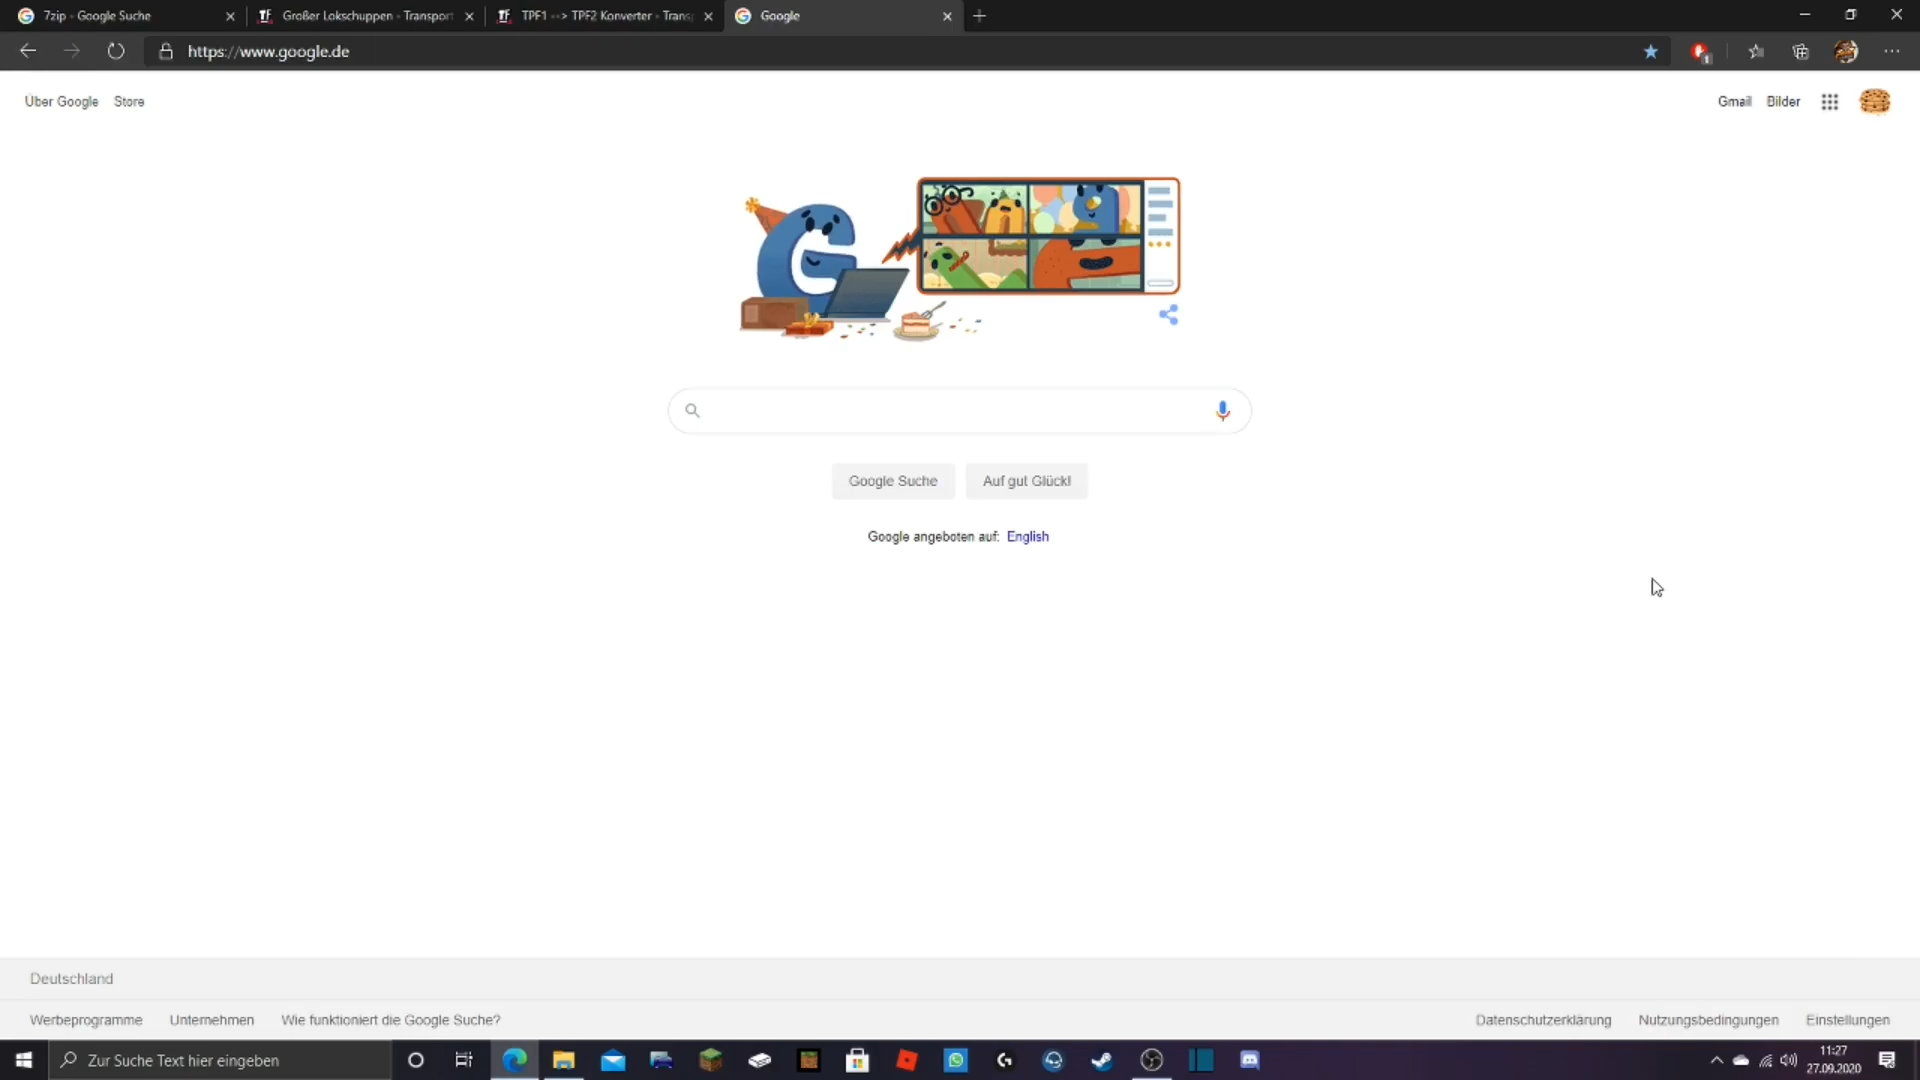 7zip - Google Suche
Großer Lokschuppen - Transport
TPF1 --> TPF2 Konverter - Trans
Google
https://www.google.de
1
Über Google Store
Gmail Bilder
Google Suche Auf gut Glück!
Google angeboten auf: English
Deutschland
Werbeprogramme Unternehmen Wie funktioniert die Google Suche?
Datenschutzerklärung Nutzungsbedingungen Einstellungen
Zur Suche Text hier eingeben
11:27
27.09.2020